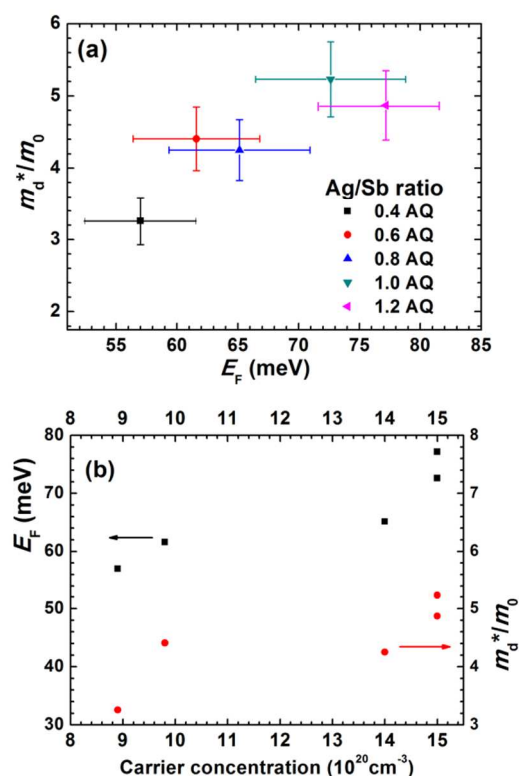 (a)
6
5
4
3
2
m_d*/m_0
Ag/Sb ratio
0.4 AQ
0.6 AQ
0.8 AQ
1.0 AQ
1.2 AQ
55 60 65 70 75 80 85
E_F (meV)
8 9 10 11 12 13 14 15
(b)
80
70
60
50
40
30
E_F (meV)
8
7
6
5
4
3
m_d*/m_0
8 9 10 11 12 13 14 15
Carrier concentration (10^20 cm^-3)